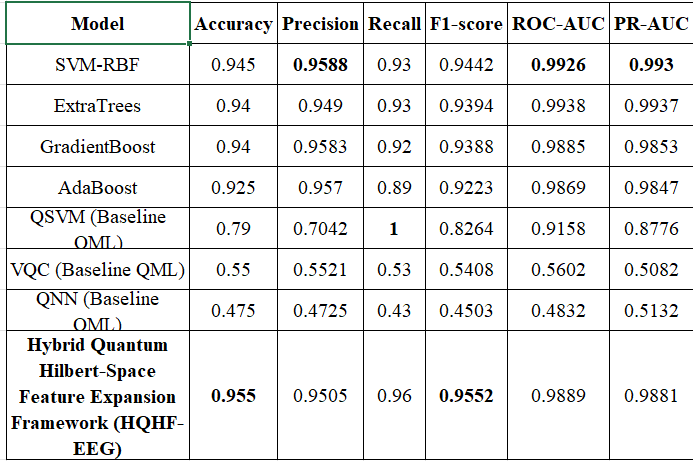 Model Accuracy Precision Recall F1-score ROC-AUC PR-AUC
SVM-RBF 0.945 0.9588 0.93 0.9442 0.9926 0.993
ExtraTrees 0.94 0.949 0.93 0.9394 0.9938 0.9937
GradientBoost 0.94 0.9583 0.92 0.9388 0.9885 0.9853
AdaBoost 0.925 0.957 0.89 0.9223 0.9869 0.9847
QSVM (Baseline
QML) 0.79 0.7042 1 0.8264 0.9158 0.8776
VQC (Baseline QML) 0.55 0.5521 0.53 0.5408 0.5602 0.5082
QNN (Baseline
QML) 0.475 0.4725 0.43 0.4503 0.4832 0.5132
Hybrid Quantum
Hilbert-Space
Feature Expansion 0.955 0.9505 0.96 0.9552 0.9889 0.9881
Framework (HQHF-
EEG)